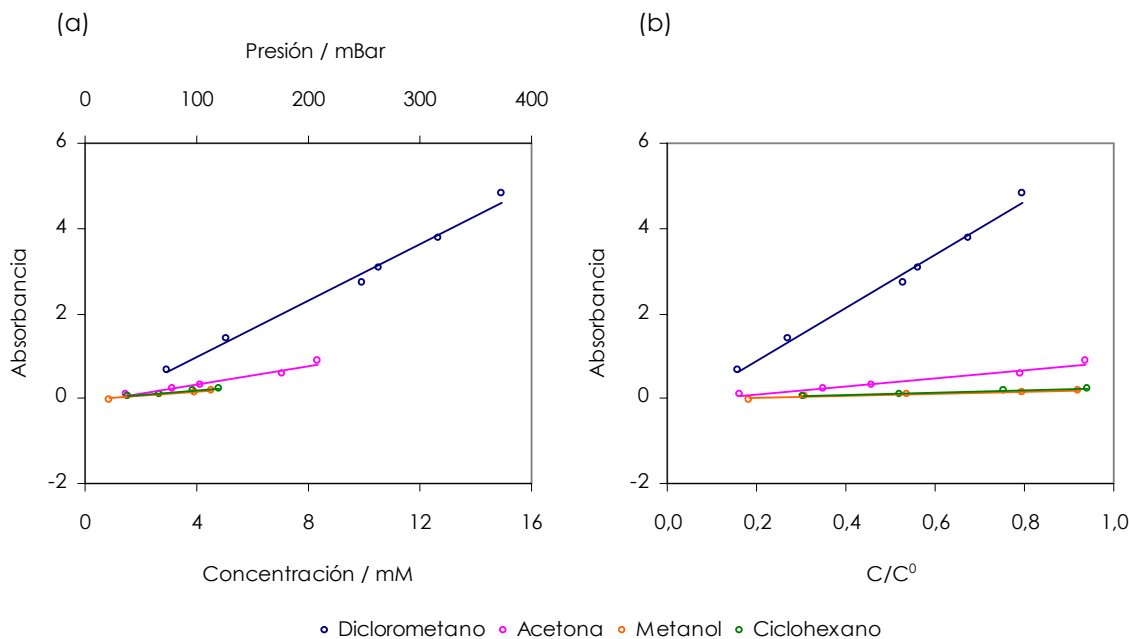 (a)
(b)
Presión / mBar
0 100 200 300 400
6
4
2
0
-2
Absorbancia
0 4 8 12 16
Concentración / mM
6
4
2
0
-2
Absorbancia
0,0 0,2 0,4 0,6 0,8 1,0
C/C⁰
Diclorometano Acetona Metanol Ciclohexano